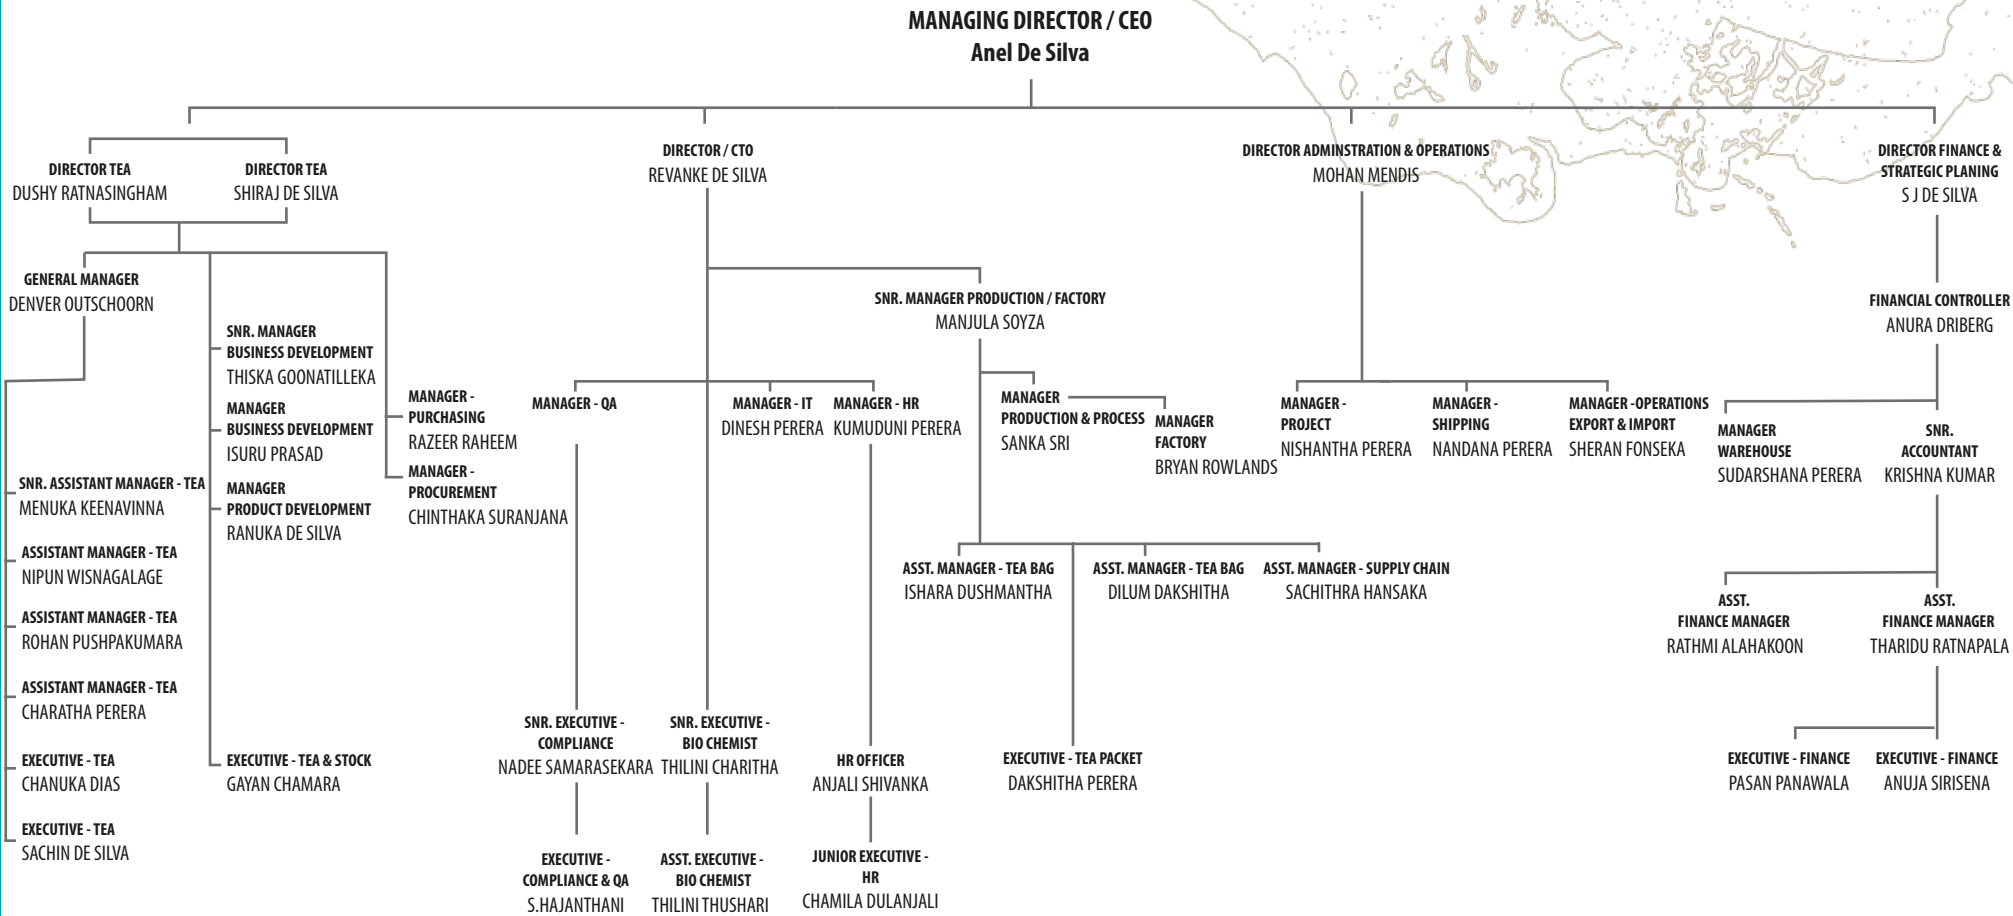 MANAGING DIRECTOR / CEO
Anel De Silva
DIRECTOR TEA
DUSHY RATNASINGHAM
DIRECTOR TEA
SHIRAJ DE SILVA
DIRECTOR / CTO
REVANKE DE SILVA
DIRECTOR ADMINSTRATION & OPERATIONS
MOHAN MENDIS
DIRECTOR FINANCE &
STRATEGIC PLANING
S J DE SILVA
GENERAL MANAGER
DENVER OUTSCHOORN
SNR. MANAGER
BUSINESS DEVELOPMENT
THISKA GOONATILLEKA
MANAGER
BUSINESS DEVELOPMENT
ISURU PRASAD
MANAGER
PRODUCT DEVELOPMENT
RANUKA DE SILVA
MANAGER -
PURCHASING
RAZEER RAHEEM
MANAGER -
PROCUREMENT
CHINTHAKA SURANJANA
SNR. ASSISTANT MANAGER - TEA
MENUKA KEENAVINNA
ASSISTANT MANAGER - TEA
NIPUN WISNAGALAGE
ASSISTANT MANAGER - TEA
ROHAN PUSHPAKUMARA
ASSISTANT MANAGER - TEA
CHARATHA PERERA
EXECUTIVE - TEA
CHANUKA DIAS
EXECUTIVE - TEA
SACHIN DE SILVA
EXECUTIVE - TEA & STOCK
GAYAN CHAMARA
SNR. MANAGER PRODUCTION / FACTORY
MANJULA SOYZA
MANAGER - QA
MANAGER - IT
DINESH PERERA
MANAGER - HR
KUMUDUNI PERERA
MANAGER
PRODUCTION & PROCESS
SANKA SRI
MANAGER
FACTORY
BRYAN ROWLANDS
ASST. MANAGER - TEA BAG
ISHARA DUSHMANTHA
ASST. MANAGER - TEA BAG
DILUM DAKSHITHA
ASST. MANAGER - SUPPLY CHAIN
SACHITHRA HANSAKA
SNR. EXECUTIVE -
COMPLIANCE
NADEE SAMARASEKARA
SNR. EXECUTIVE -
BIO CHEMIST
THILINI CHARITHA
HR OFFICER
ANJALI SHIVANKA
EXECUTIVE - TEA PACKET
DAKSHITHA PERERA
EXECUTIVE -
COMPLIANCE & QA
S.HAJANTHANI
ASST. EXECUTIVE -
BIO CHEMIST
THILINI THUSHARI
JUNIOR EXECUTIVE -
HR
CHAMILA DULANJALI
MANAGER -
PROJECT
NISHANTHA PERERA
MANAGER -
SHIPPING
NANDANA PERERA
MANAGER -OPERATIONS
EXPORT & IMPORT
SHERAN FONSEKA
FINANCIAL CONTROLLER
ANURA DRIBERG
MANAGER
WAREHOUSE
SUDARSHANA PERERA
SNR.
ACCOUNTANT
KRISHNA KUMAR
ASST.
FINANCE MANAGER
RATHMI ALAHAKOON
ASST.
FINANCE MANAGER
THARIDU RATNAPALA
EXECUTIVE - FINANCE
PASAN PANAWALA
EXECUTIVE - FINANCE
ANUJA SIRISENA